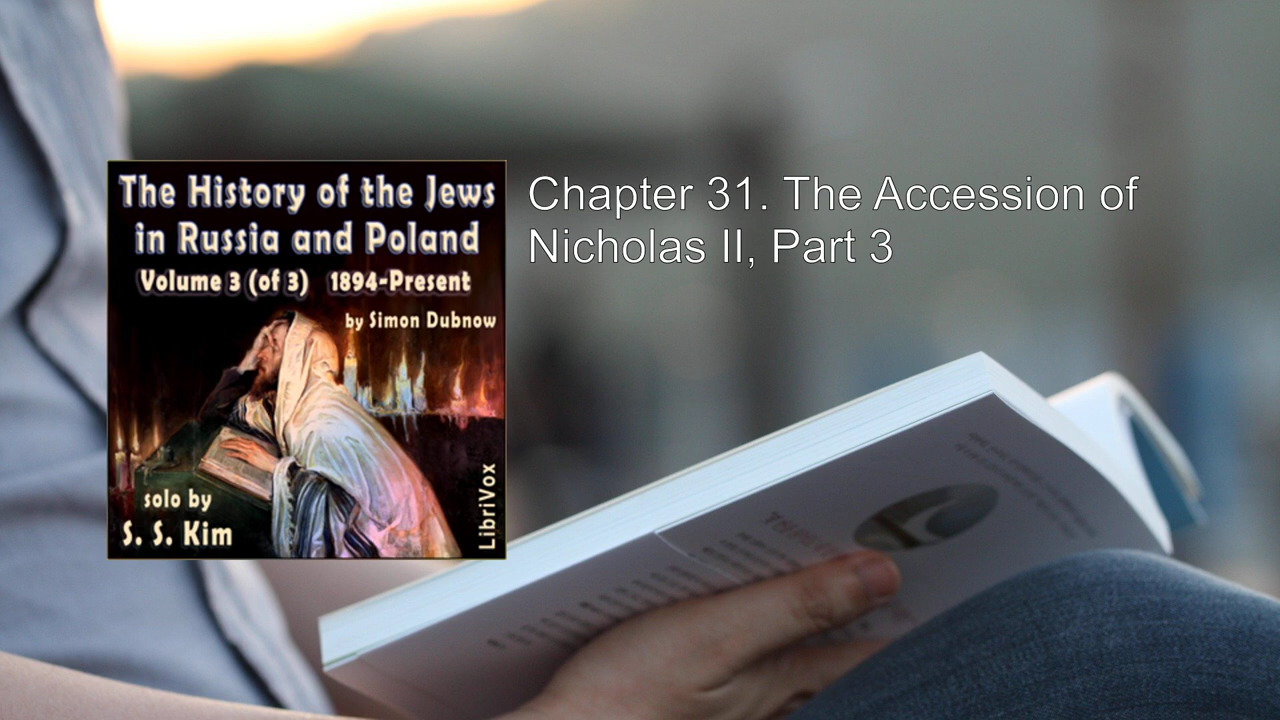 The History of the Jews
in Russia and Poland
Volume 3 (of 3) 1894-Present
by Simon Dubnow
solo by
S. S. Kim
LibriVox
Chapter 31. The Accession of
Nicholas II, Part 3